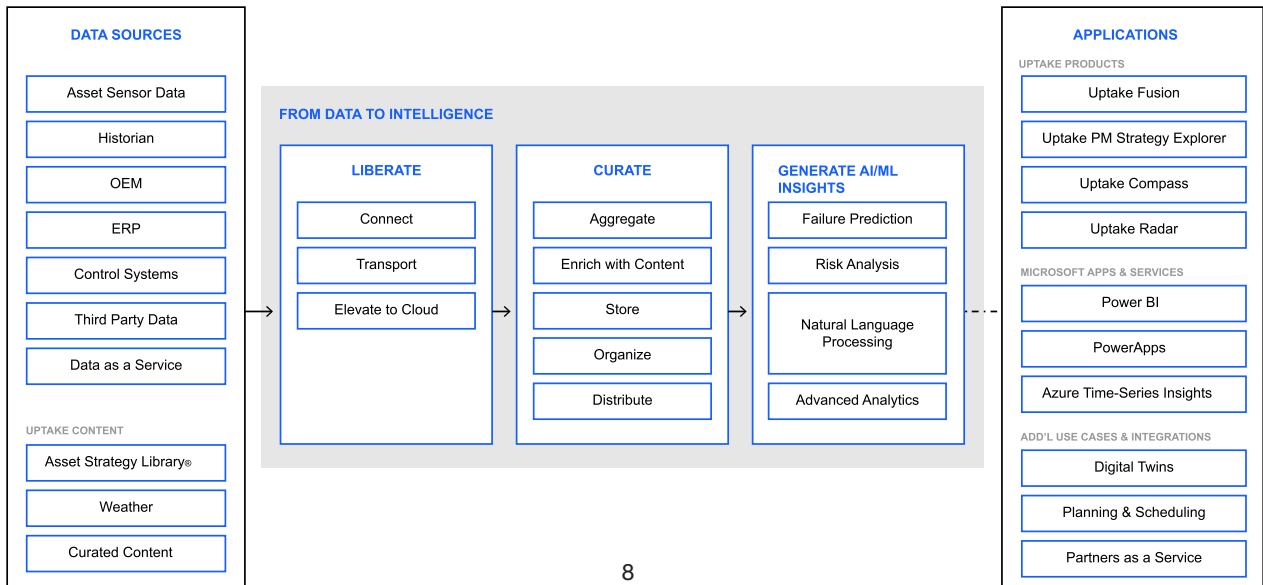 DATA SOURCES
Asset Sensor Data
Historian
OEM
ERP
Control Systems
Third Party Data
Data as a Service
UPTAKE CONTENT
Asset Strategy Library®
Weather
Curated Content
FROM DATA TO INTELLIGENCE
LIBERATE
Connect
Transport
Elevate to Cloud
CURATE
Aggregate
Enrich with Content
Store
Organize
Distribute
GENERATE AI/ML
INSIGHTS
Failure Prediction
Risk Analysis
Natural Language
Processing
Advanced Analytics
APPLICATIONS
UPTAKE PRODUCTS
Uptake Fusion
Uptake PM Strategy Explorer
Uptake Compass
Uptake Radar
MICROSOFT APPS & SERVICES
Power BI
PowerApps
Azure Time-Series Insights
ADD'L USE CASES & INTEGRATIONS
Digital Twins
Planning & Scheduling
Partners as a Service
8